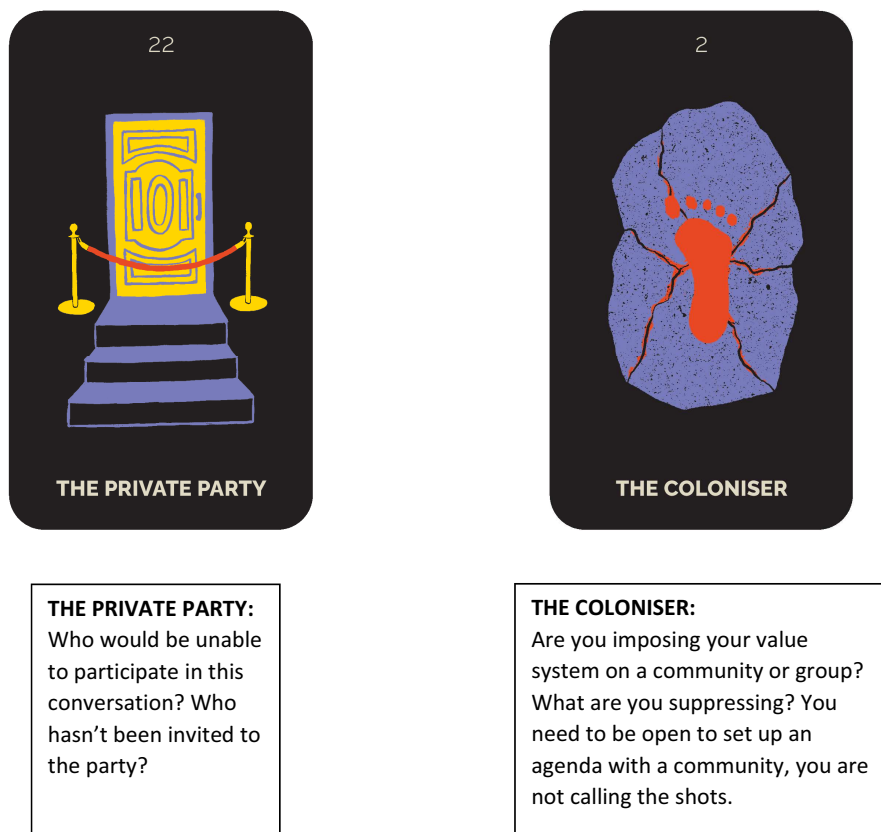 22
THE PRIVATE PARTY
2
THE COLONISER
THE PRIVATE PARTY:
Who would be unable
to participate in this
conversation? Who
hasn’t been invited to
the party?
THE COLONISER:
Are you imposing your value
system on a community or group?
What are you suppressing? You
need to be open to set up an
agenda with a community, you are
not calling the shots.